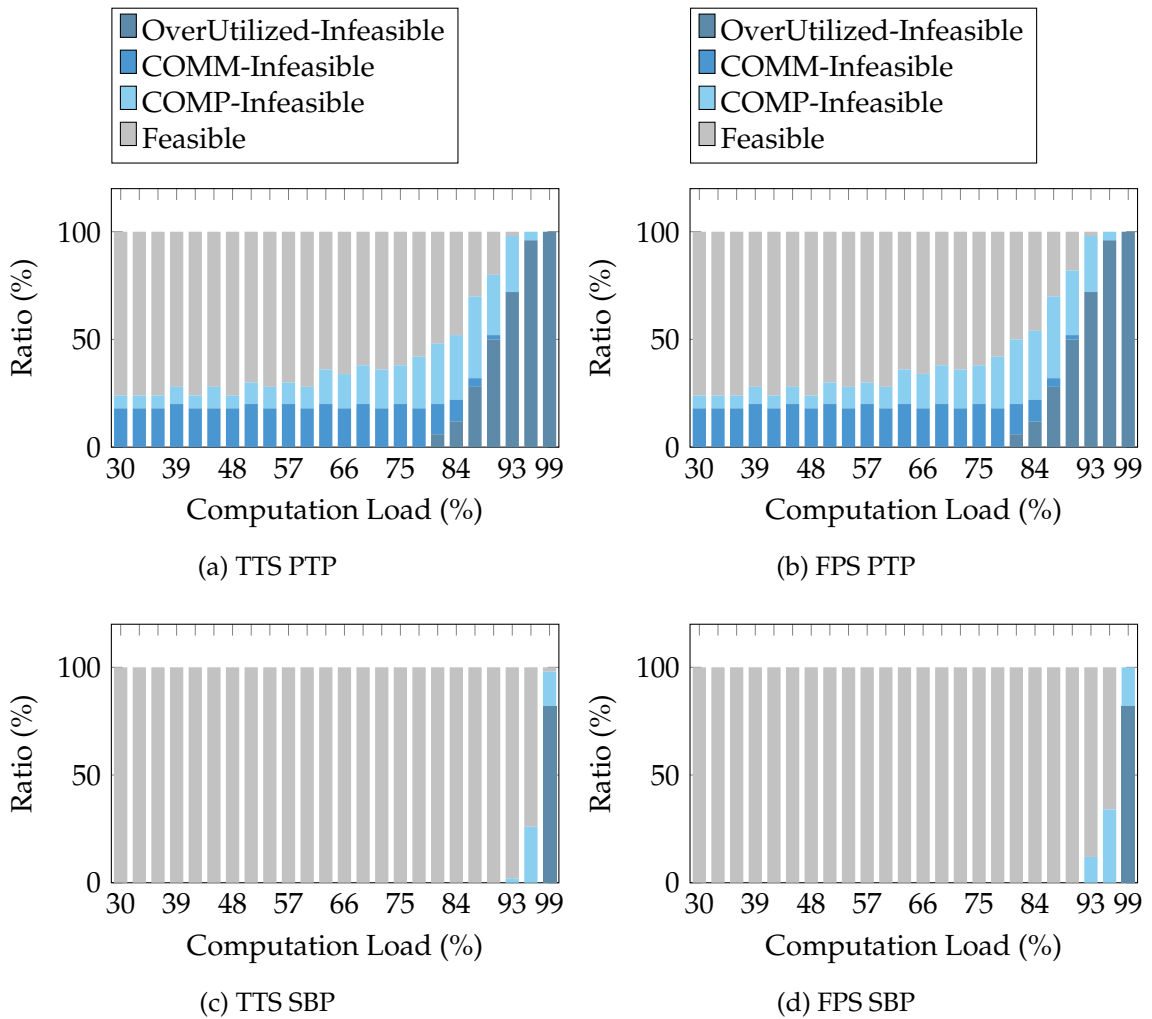 OverUtilized-Infeasible
COMM-Infeasible
COMP-Infeasible
Feasible
OverUtilized-Infeasible
COMM-Infeasible
COMP-Infeasible
Feasible
100
50
0
Ratio (%)
30 39 48 57 66 75 84 93 99
Computation Load (%)
(a) TTS PTP
100
50
0
Ratio (%)
30 39 48 57 66 75 84 93 99
Computation Load (%)
(b) FPS PTP
100
50
0
Ratio (%)
30 39 48 57 66 75 84 93 99
Computation Load (%)
(c) TTS SBP
100
50
0
Ratio (%)
30 39 48 57 66 75 84 93 99
Computation Load (%)
(d) FPS SBP